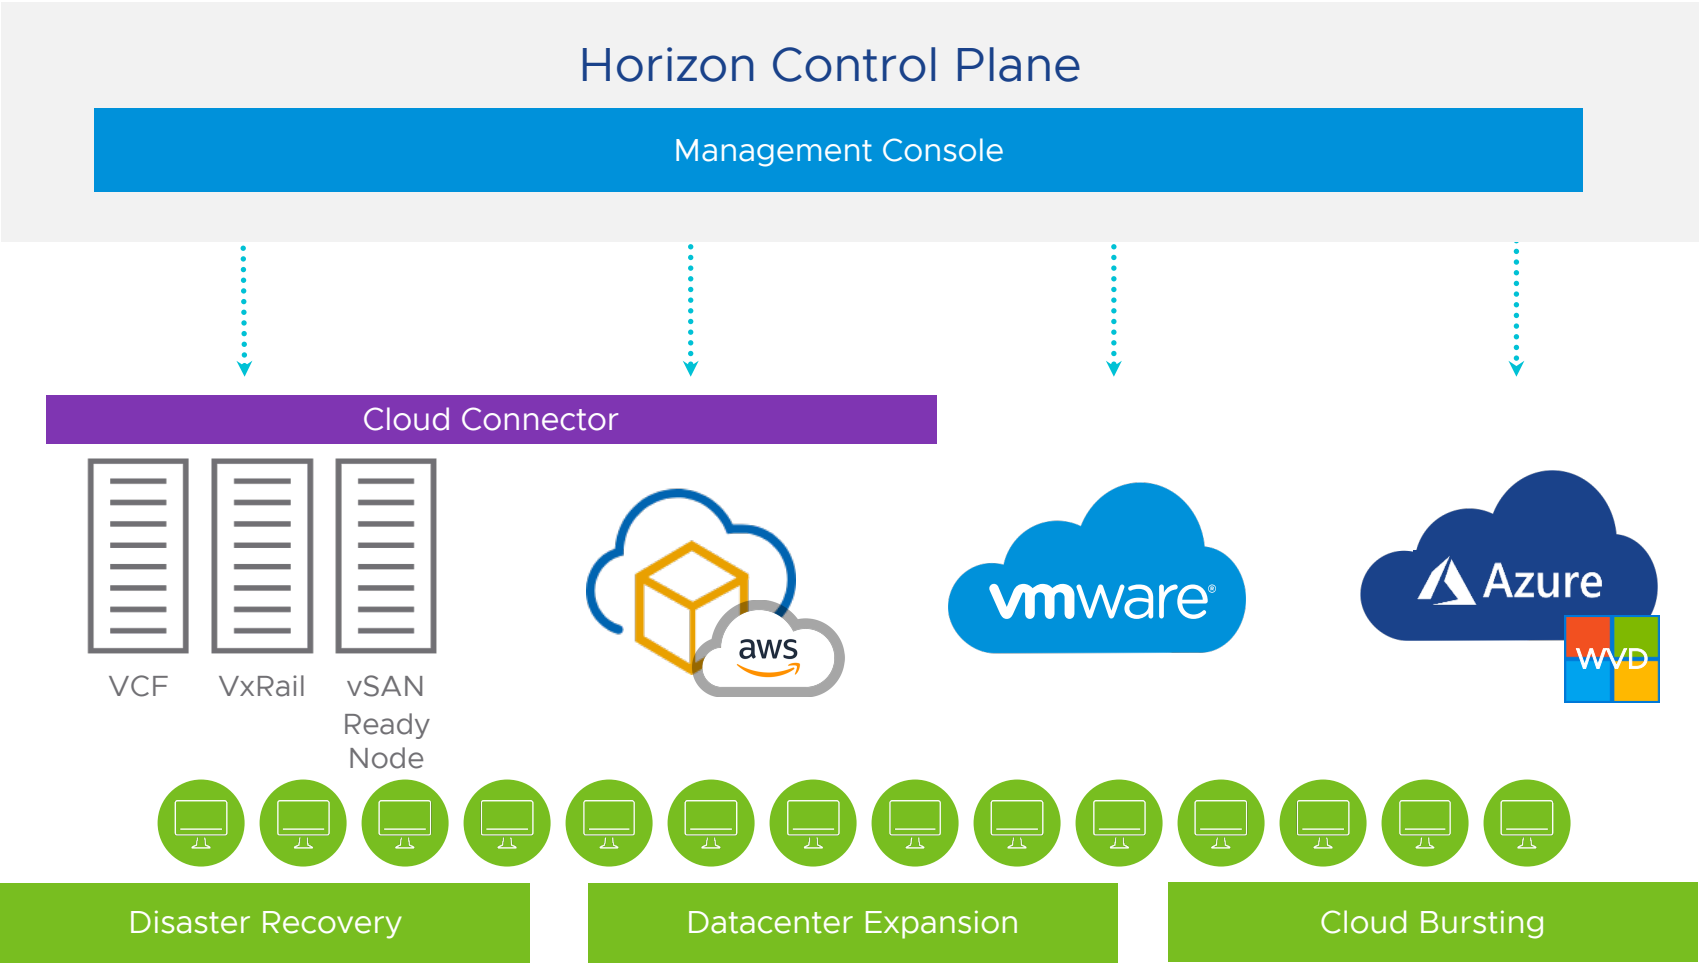 Horizon Control Plane
Management Console
Cloud Connector
vmware®
Azure
aws
WVD
VCF
VxRail
vSAN
Ready
Node
Disaster Recovery
Datacenter Expansion
Cloud Bursting